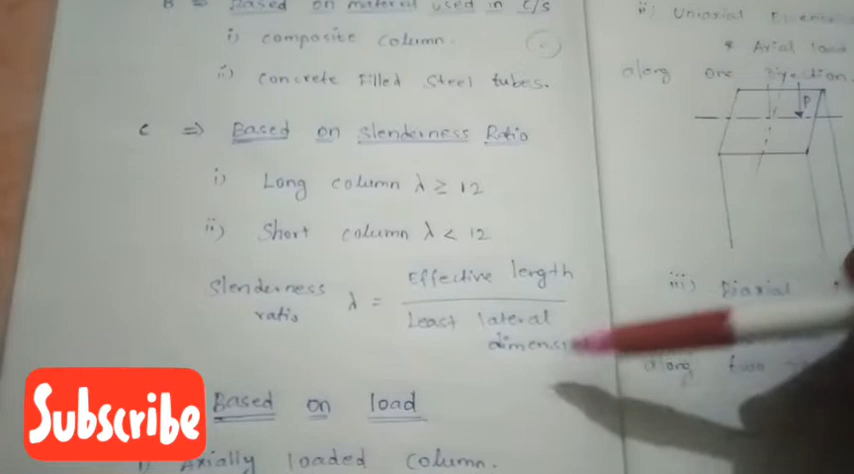 B ⇒ Based on material used in c/s
i) composite column.
ii) concrete Filled Steel tubes.
c ⇒ Based on Slenderness Ratio
i) Long column λ ≥ 12
ii) Short column λ < 12
Slenderness ratio λ = Effective length
Least lateral
Based on load
i) Axially loaded column.
ii) Uniaxial
* Axial load
along one Direction
P
iii) Biaxial
along two
Subscribe